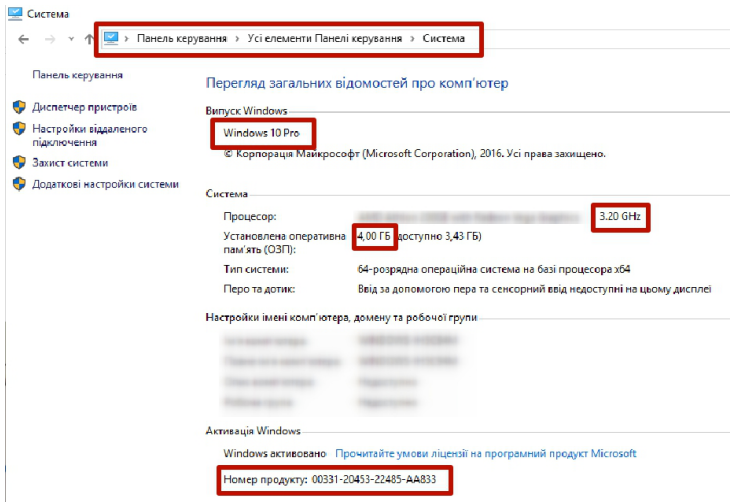 Система
Панель керування › Усі елементи Панелі керування › Система
Панель керування
Диспетчер пристроїв
Настройки віддаленого
підключення
Захист системи
Додаткові настройки системи
Перегляд загальних відомостей про комп'ютер
Випуск Windows
Windows 10 Pro
© Корпорація Майкрософт (Microsoft Corporation), 2016. Усі права захищено.
Система
Процесор: 3.20 GHz
Установлена оперативна 4,00 ГБ (доступно 3,43 ГБ)
пам'ять (ОЗП):
Тип системи: 64-розрядна операційна система на базі процесора x64
Перо та дотик: Ввід за допомогою пера та сенсорний ввід недоступні на цьому дисплеї
Настройки імені комп'ютера, домену та робочої групи
Активація Windows
Windows активовано Прочитайте умови ліцензії на програмний продукт Microsoft
Номер продукту: 00331-20453-22485-AA833